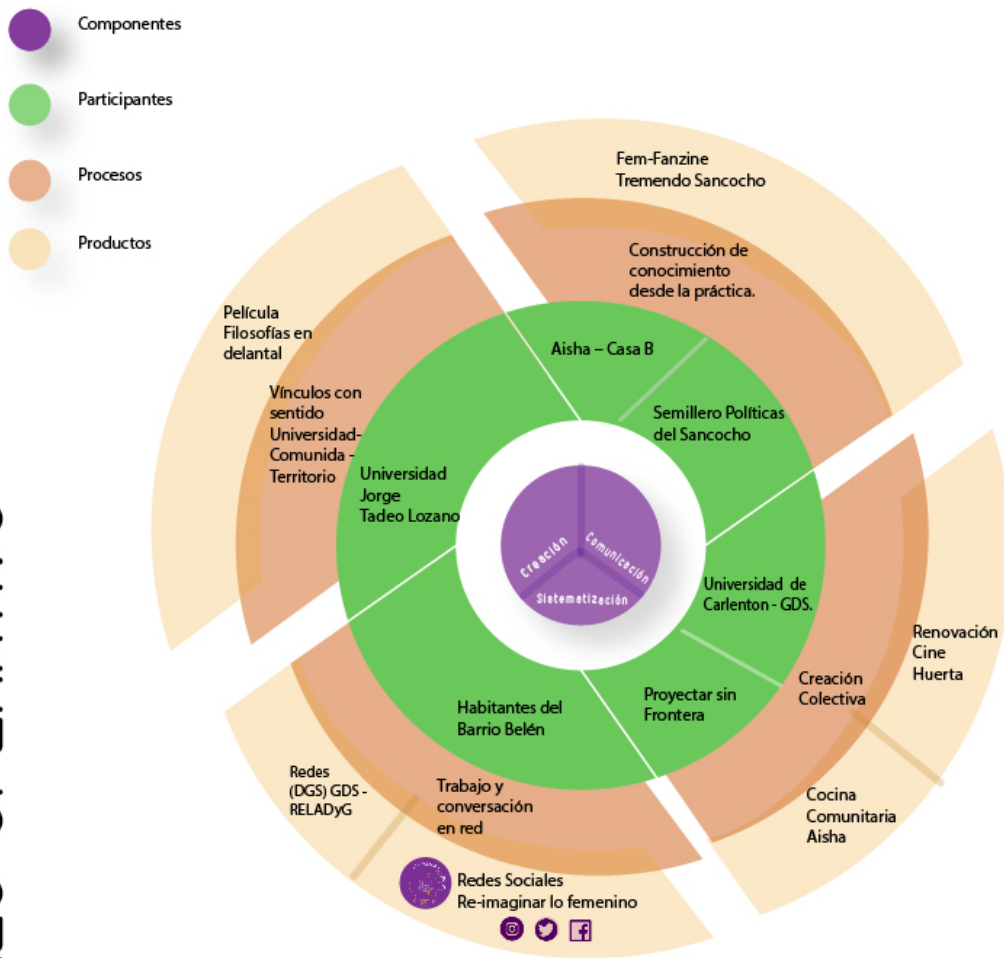 Componentes
Participantes
Procesos
Productos
Fem-Fanzine
Tremendo Sancocho
Construcción de
conocimiento
desde la práctica.
Película
Filosofías en
delantal
Vínculos con
sentido
Universidad-
Comunida -
Territorio
Aisha – Casa B
Semillero Políticas
del Sancocho
Universidad
Jorge
Tadeo Lozano
Creación
Comunicación
Sistematización
Universidad de
Carlenton - GDS.
Renovación
Cine
Huerta
Creación
Colectiva
Proyectar sin
Frontera
Habitantes del
Barrio Belén
Redes
(DGS) GDS -
RELADyG
Trabajo y
conversación
en red
Cocina
Comunitaria
Aisha
Redes Sociales
Re-imaginar lo femenino